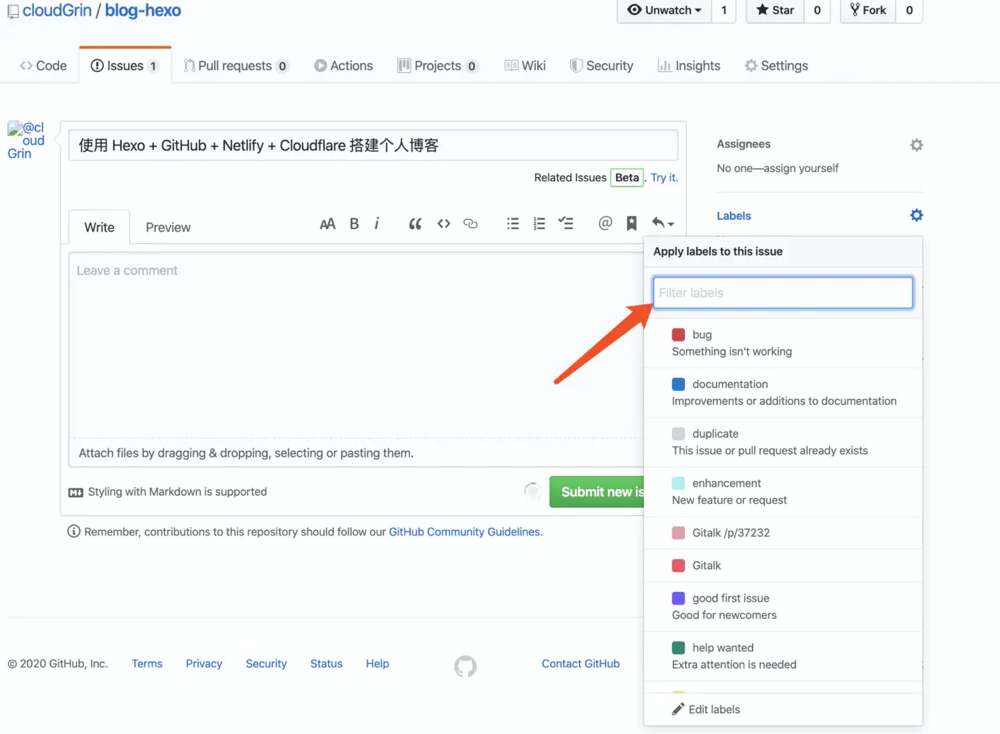 cloudGrin / blog-hexo
Unwatch 1 Star 0 Fork 0
Code Issues 1 Pull requests 0 Actions Projects 0 Wiki Security Insights Settings
@cl
oud
Grin
使用 Hexo + GitHub + Netlify + Cloudflare 搭建个人博客
Related Issues Beta . Try it.
Write Preview AA B i
Leave a comment
Attach files by dragging & dropping, selecting or pasting them.
Styling with Markdown is supported
Submit new is
Remember, contributions to this repository should follow our GitHub Community Guidelines.
Assignees
No one—assign yourself
Labels
Apply labels to this issue
Filter labels
bug
Something isn't working
documentation
Improvements or additions to documentation
duplicate
This issue or pull request already exists
enhancement
New feature or request
Gitalk /p/37232
Gitalk
good first issue
Good for newcomers
help wanted
Extra attention is needed
Edit labels
© 2020 GitHub, Inc. Terms Privacy Security Status Help Contact GitHub